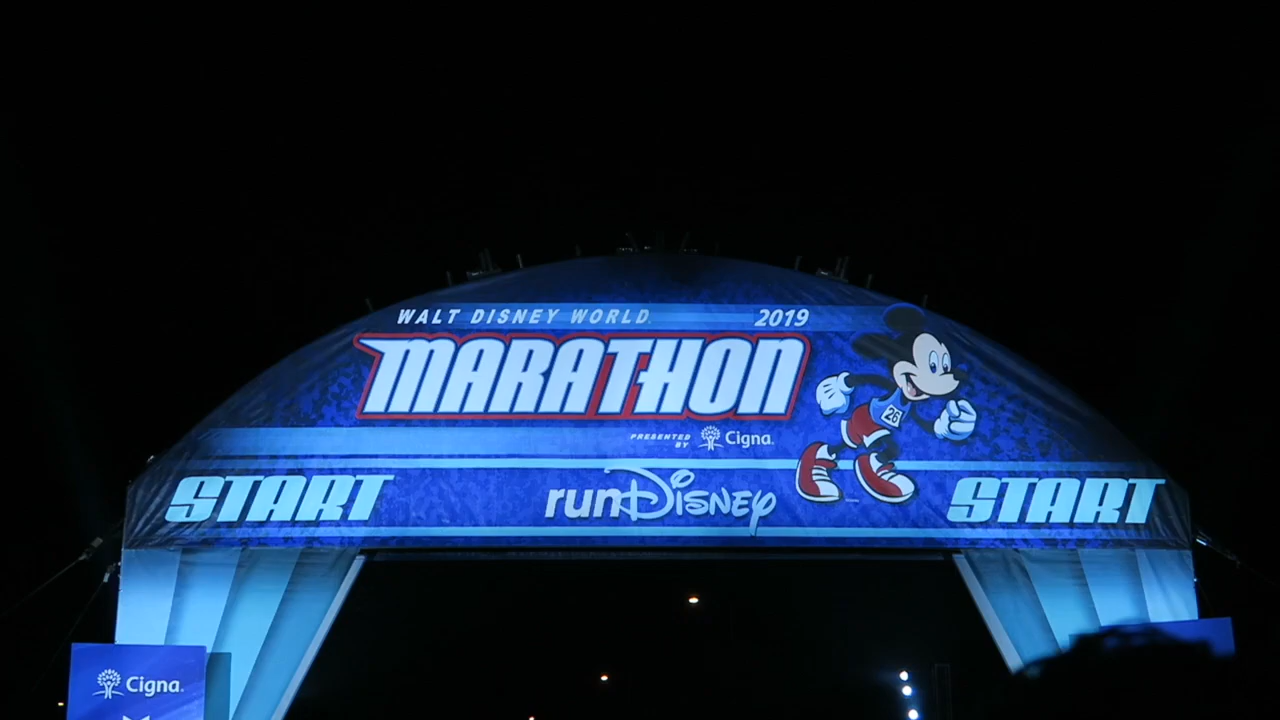 WALT DISNEY WORLD 2019
MARATHON
PRESENTED BY Cigna
26
START runDisney START
Cigna